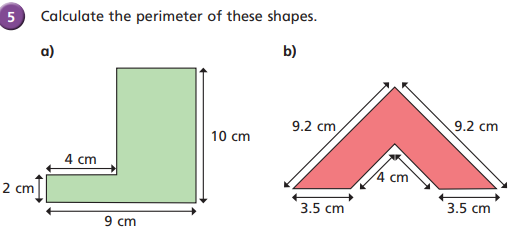 5 Calculate the perimeter of these shapes.
a)
b)
10 cm
4 cm
2 cm
9 cm
9.2 cm
9.2 cm
4 cm
3.5 cm
3.5 cm